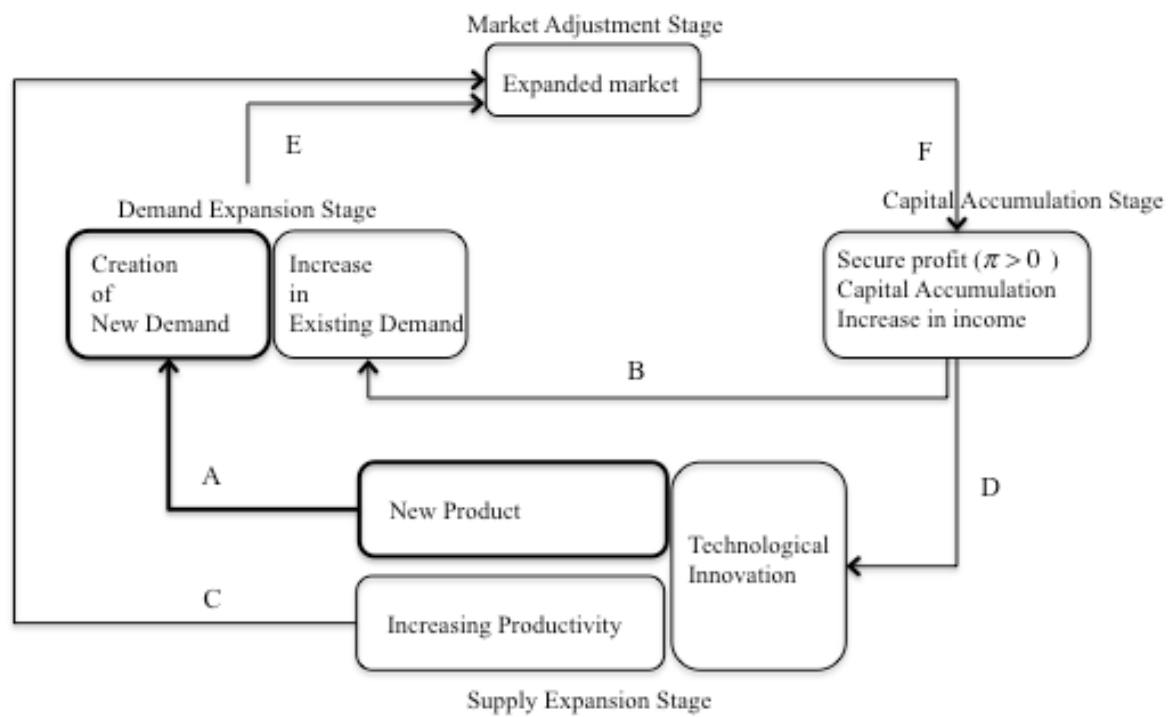 Market Adjustment Stage
Expanded market
E
F
Demand Expansion Stage
Capital Accumulation Stage
Creation
of
New Demand
Increase
in
Existing Demand
Secure profit (π > 0 )
Capital Accumulation
Increase in income
B
A
New Product
D
Technological
Innovation
C
Increasing Productivity
Supply Expansion Stage